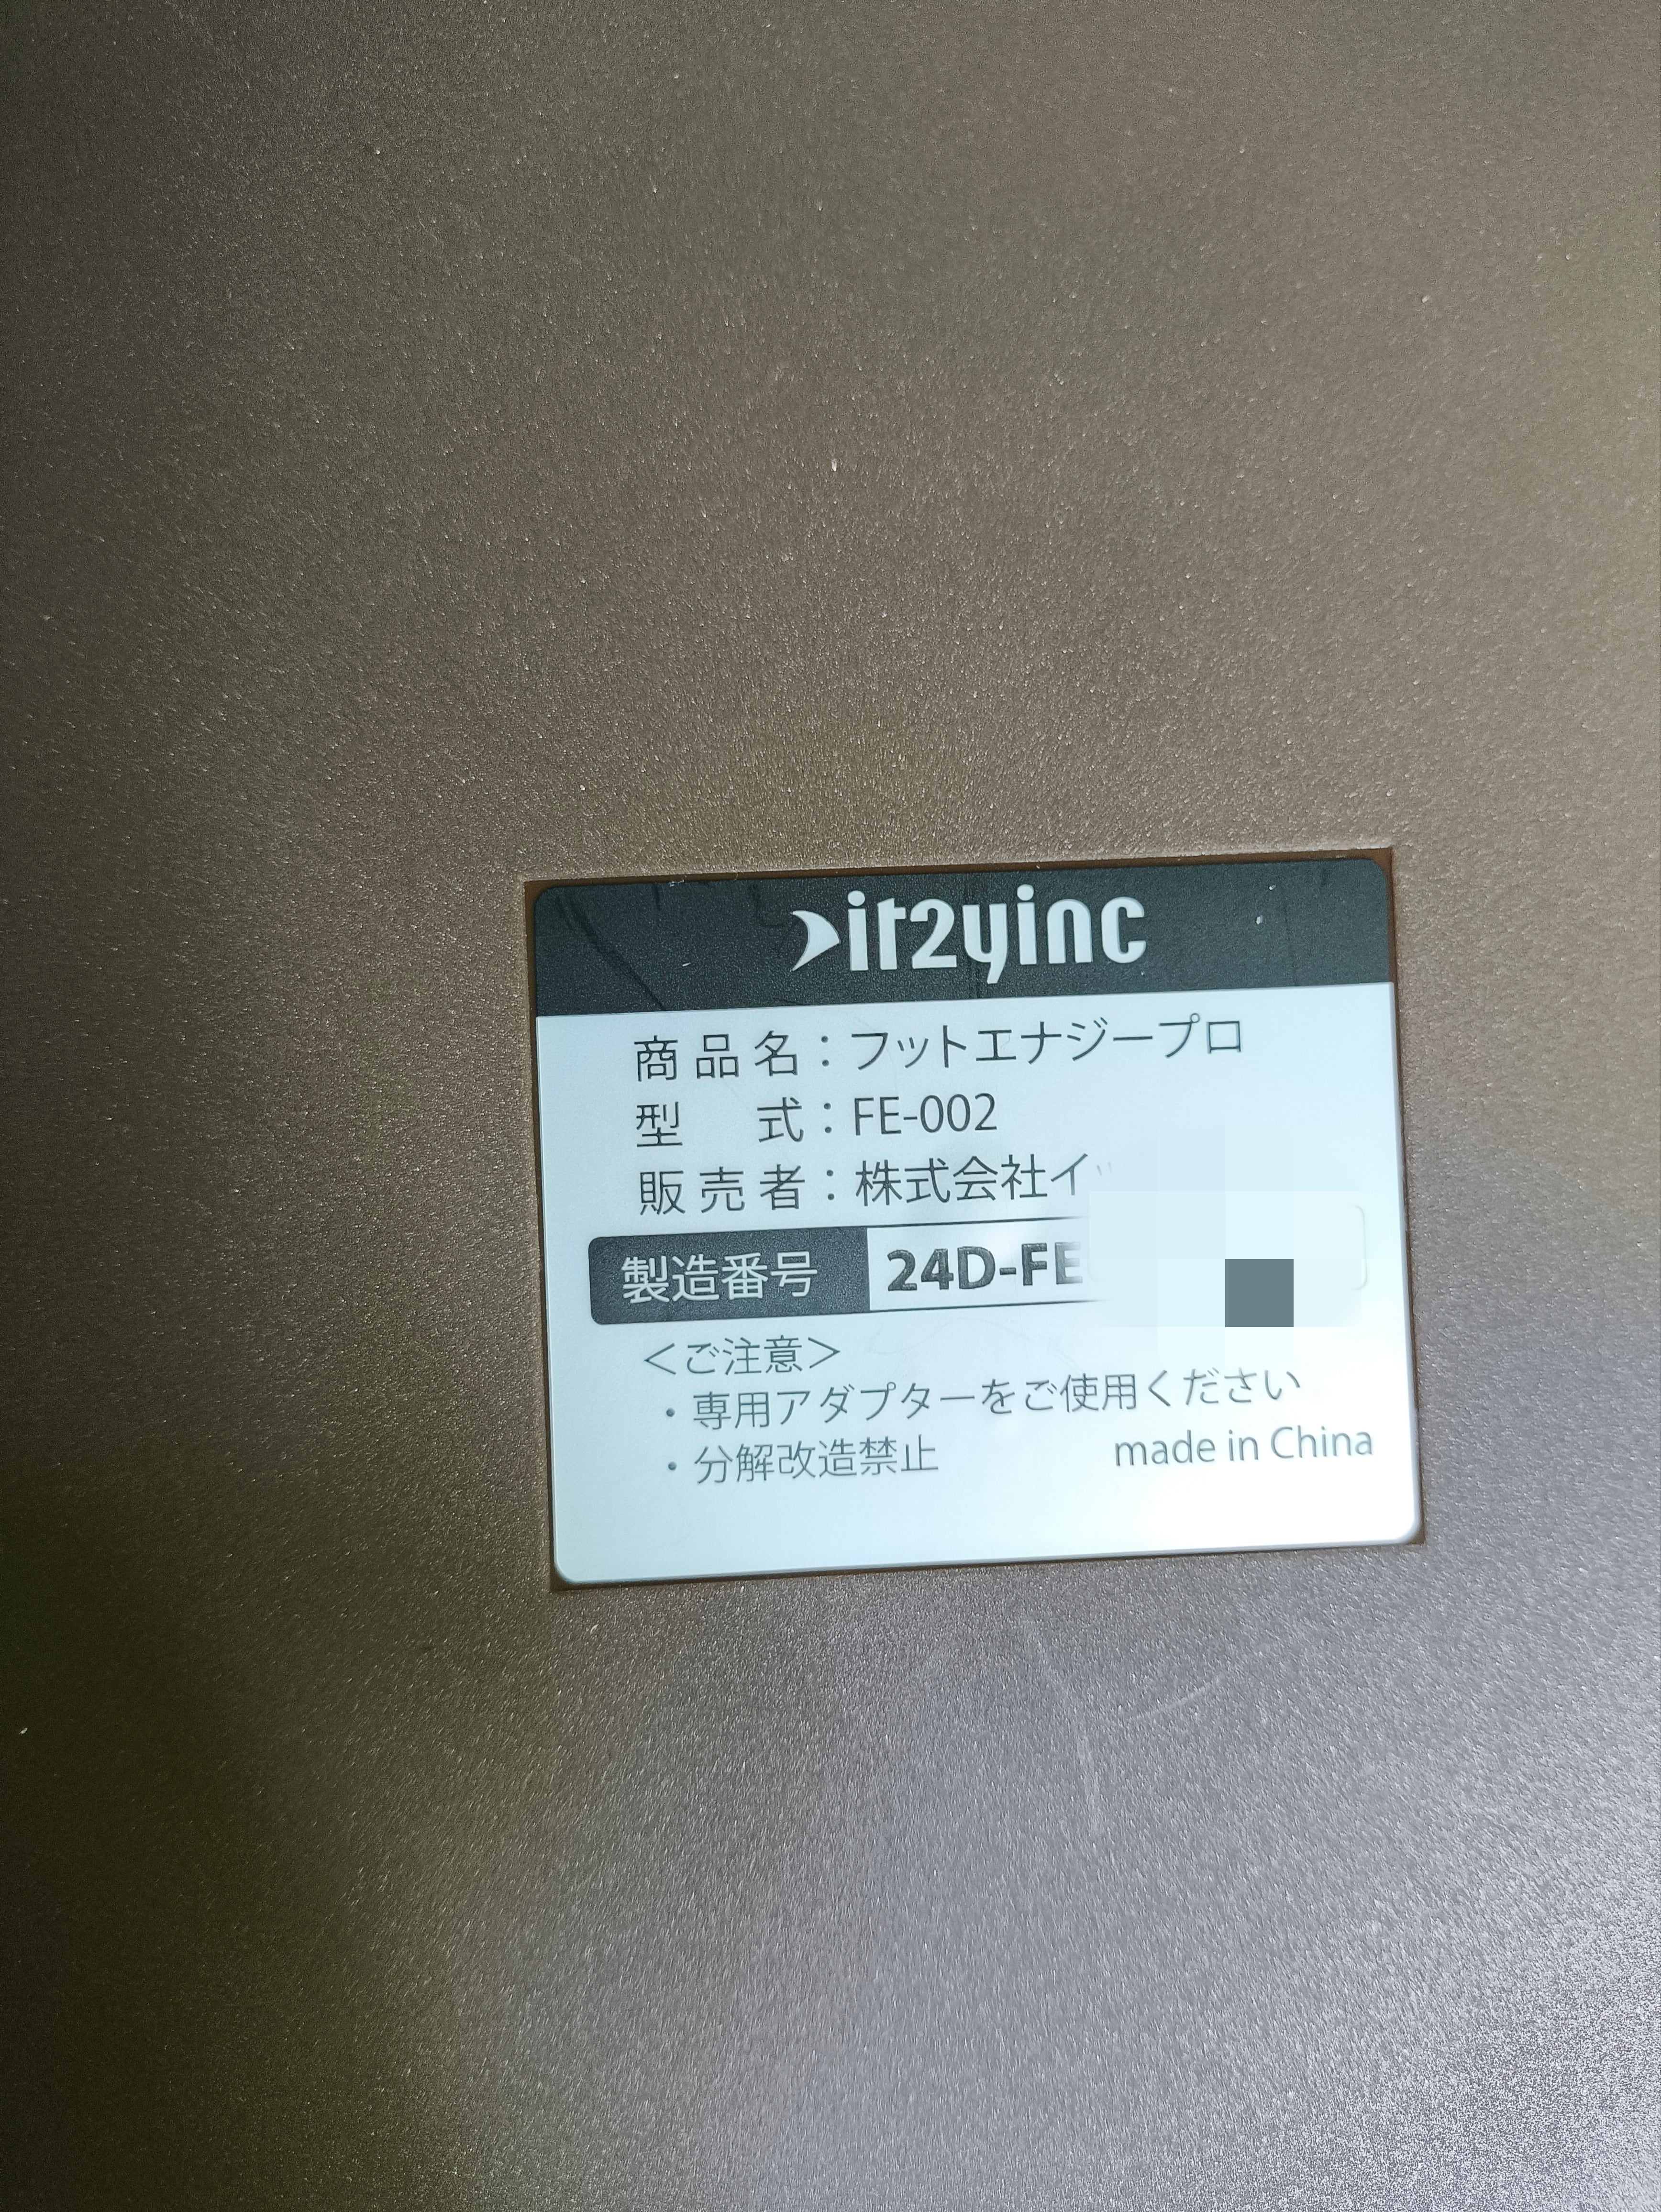 it2yinc
商品名：フットエナジープロ
型　式：FE-002
販売者：株式会社イ
製造番号 24D-FE
＜ご注意＞
・専用アダプターをご使用ください
・分解改造禁止 made in China